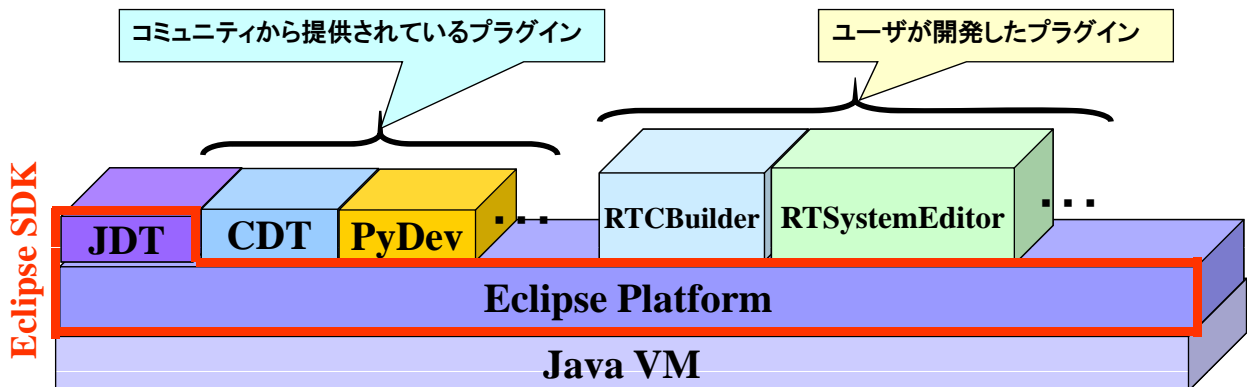 コミュニティから提供されているプラグイン
ユーザが開発したプラグイン
Eclipse SDK
JDT
CDT
PyDev
...
RTCBuilder
RTSystemEditor
...
Eclipse Platform
Java VM